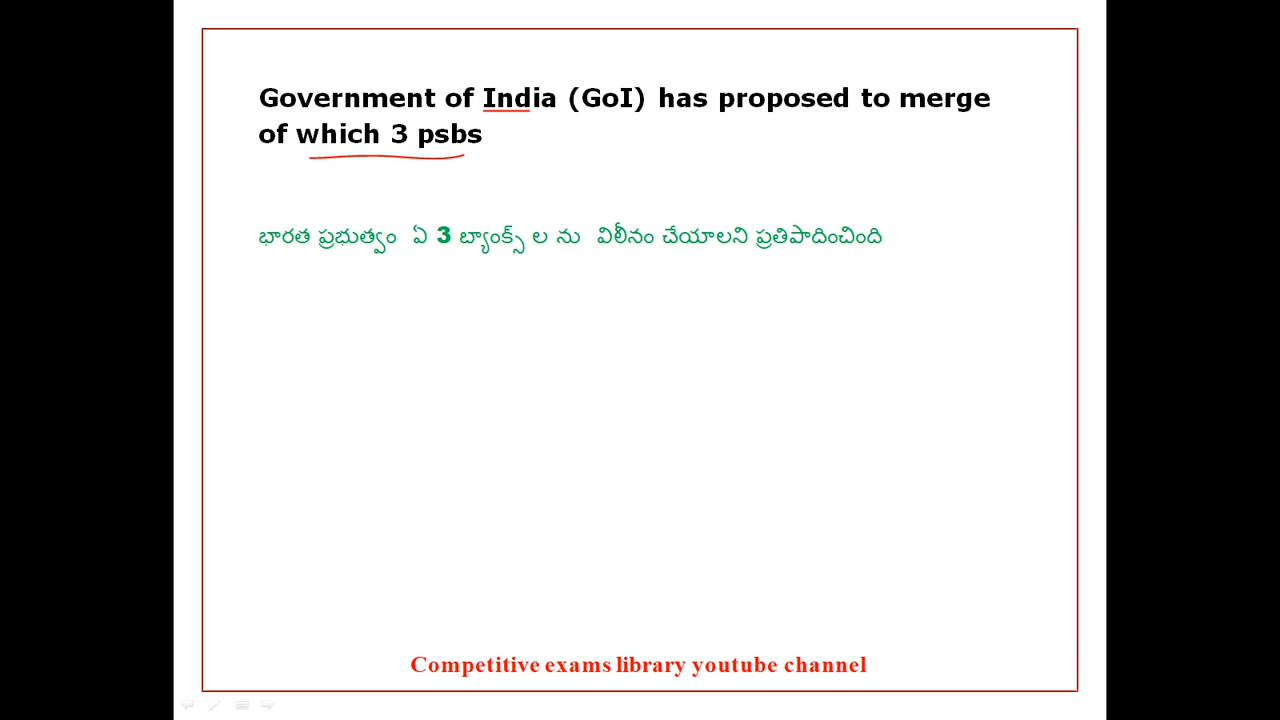 Government of India (GoI) has proposed to merge
of which 3 psbs
భారత ప్రభుత్వం ఏ 3 బ్యాంక్స్ ల ను విలీనం చేయాలని ప్రతిపాదించింది
Competitive exams library youtube channel